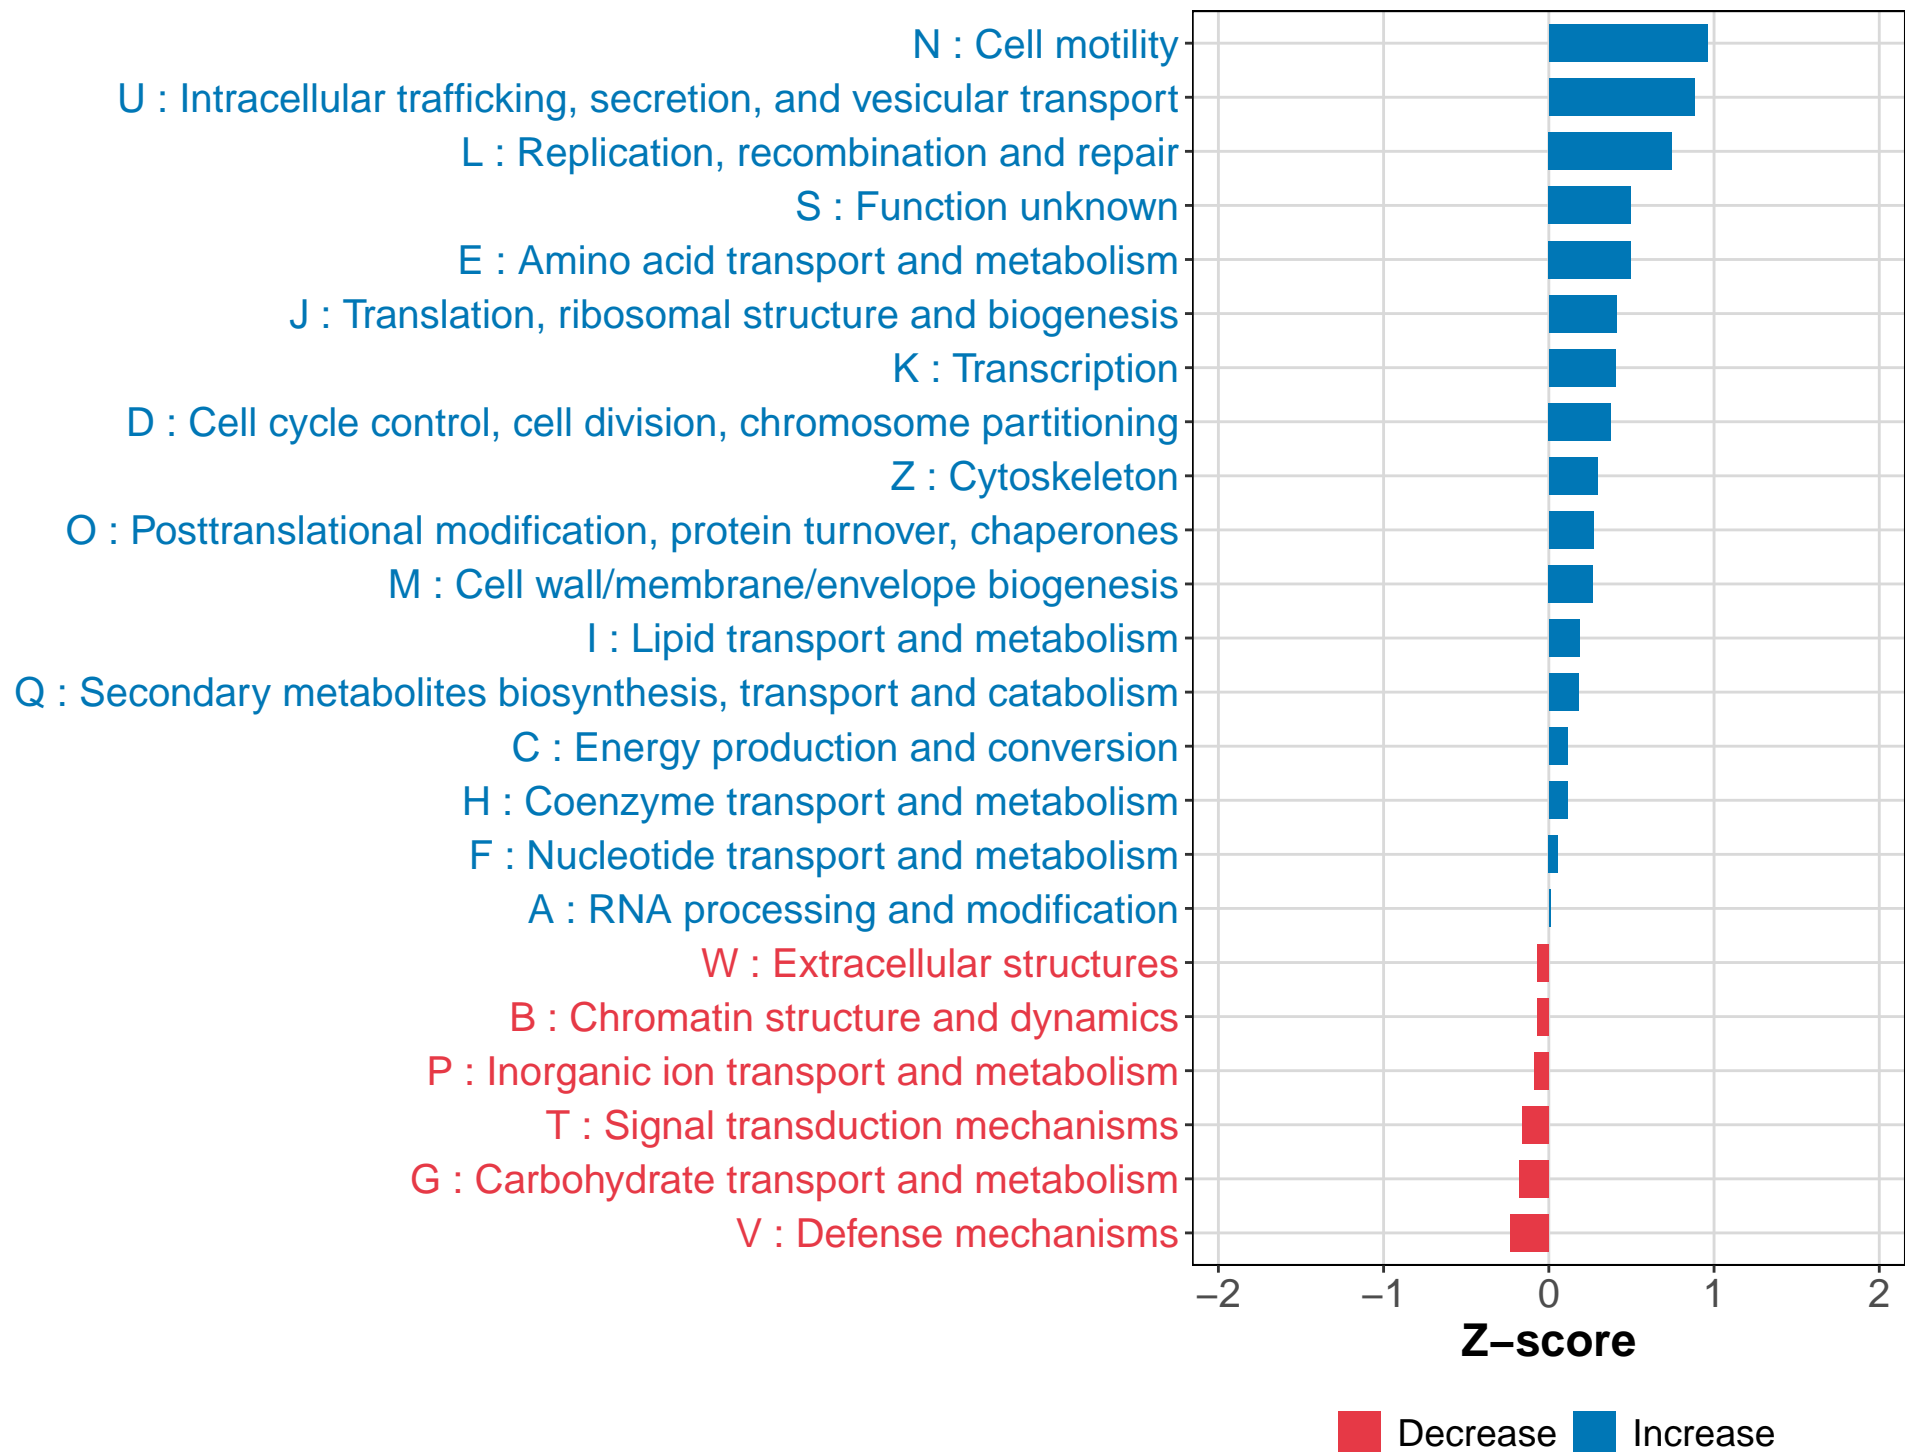 N : Cell motility
U : Intracellular trafficking, secretion, and vesicular transport
L : Replication, recombination and repair
S : Function unknown
E : Amino acid transport and metabolism
J : Translation, ribosomal structure and biogenesis
K : Transcription
D : Cell cycle control, cell division, chromosome partitioning
Z : Cytoskeleton
O : Posttranslational modification, protein turnover, chaperones
M : Cell wall/membrane/envelope biogenesis
I : Lipid transport and metabolism
Q : Secondary metabolites biosynthesis, transport and catabolism
C : Energy production and conversion
H : Coenzyme transport and metabolism
F : Nucleotide transport and metabolism
A : RNA processing and modification
W : Extracellular structures
B : Chromatin structure and dynamics
P : Inorganic ion transport and metabolism
T : Signal transduction mechanisms
G : Carbohydrate transport and metabolism
V : Defense mechanisms
−2 −1 0 1 2
Z−score
Decrease Increase